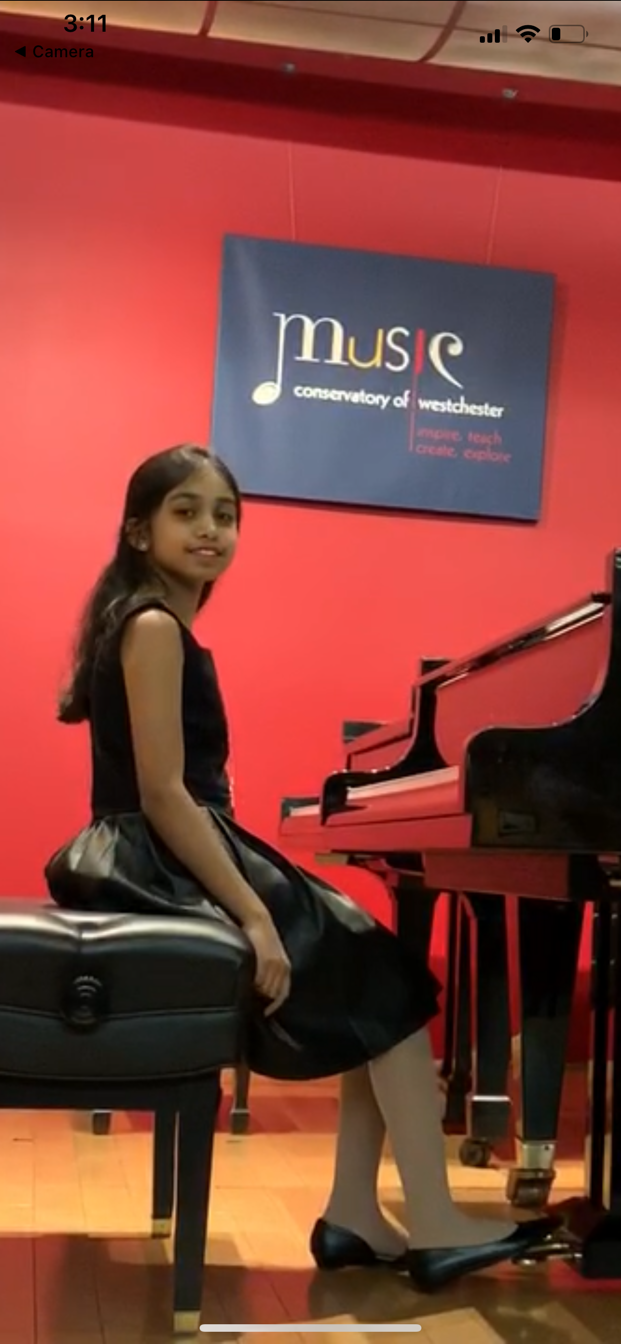 3:11
◀ Camera
music
conservatory of westchester
inspire. teach
create. explore